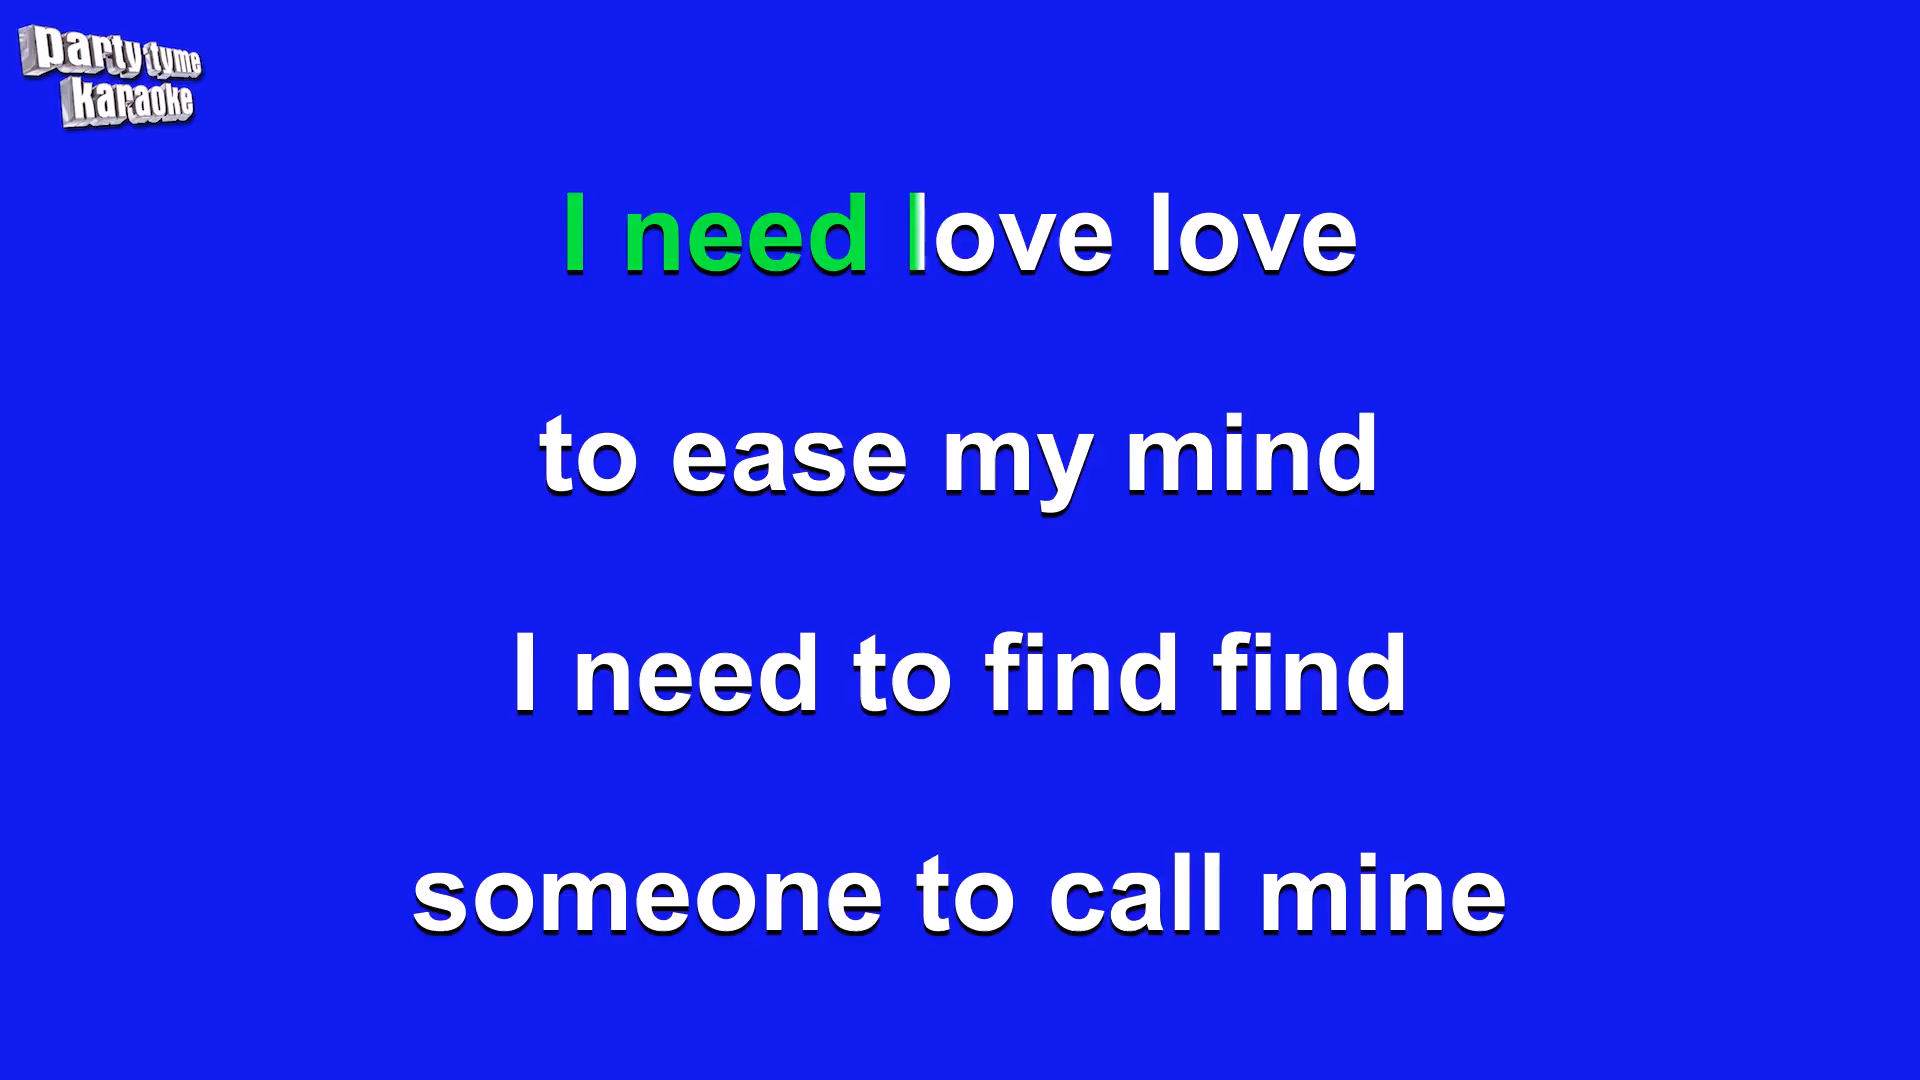 party tyme
karaoke
I need love love
to ease my mind
I need to find find
someone to call mine